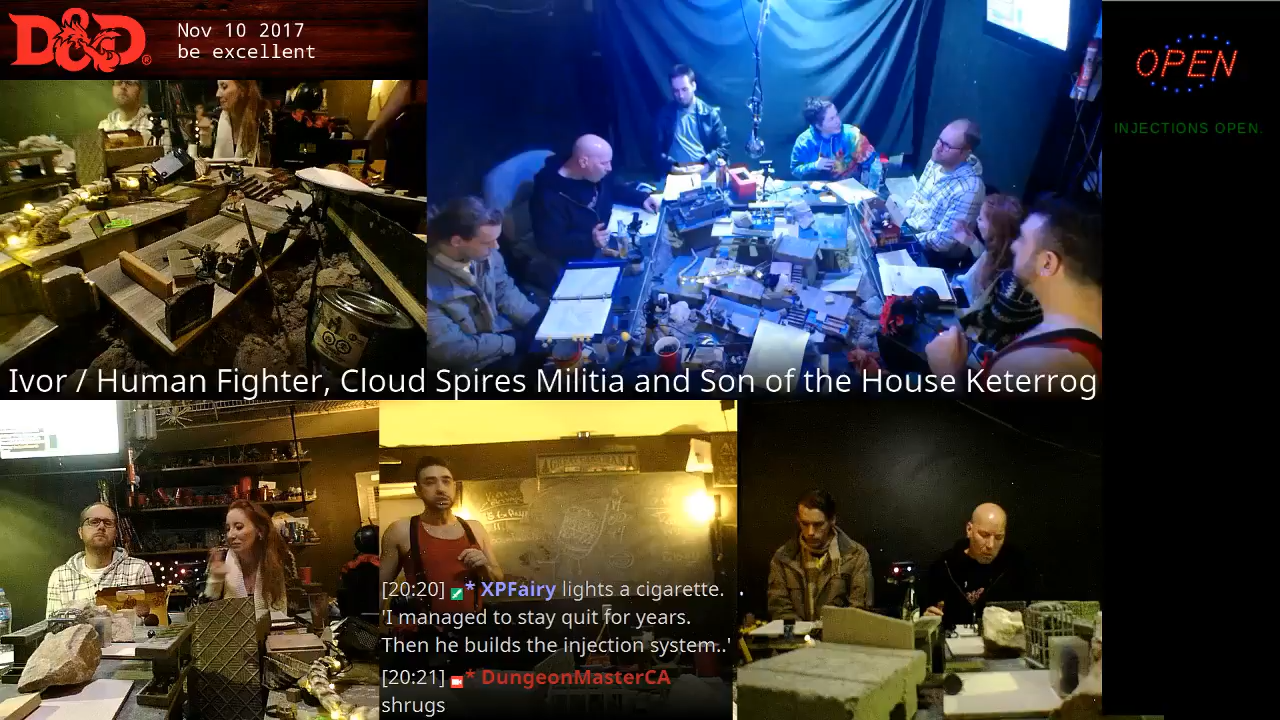 D&D®
Nov 10 2017
be excellent
OPEN
INJECTIONS OPEN.
Ivor / Human Fighter, Cloud Spires Militia and Son of the House Keterrog
[20:20] * XPFairy lights a cigarette.
'I managed to stay quit for years.
Then he builds the injection system..'
[20:21] * DungeonMasterCA
shrugs